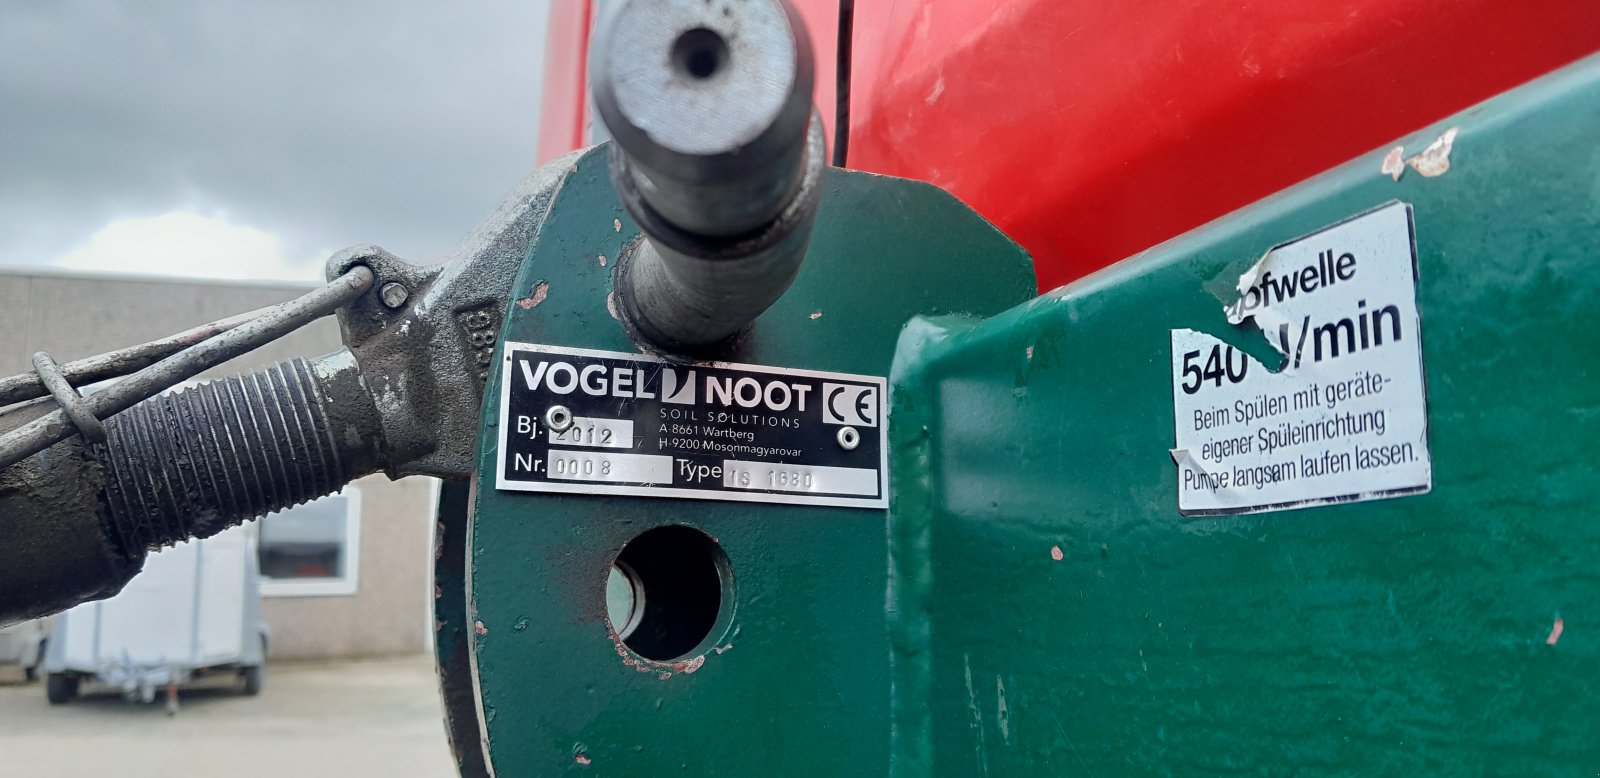 VOGEL NOOT CE
SOIL SOLUTIONS
A-8661 Wartberg
H-9200 Mosonmagyarovar
Bj. 2012
Nr. 0008 Type 1680
pfwelle
540 U/min
Beim Spülen mit geräte-
eigener Spüleinrichtung
Pumpe langsam laufen lassen.